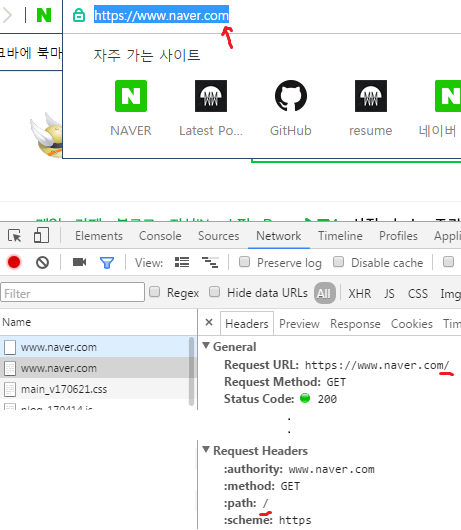 https://www.naver.com
크바에 북마
자주 가는 사이트
NAVER
Latest Po...
GitHub
resume
네이버
Elements Console Sources Network Timeline Profiles Appli
View: Preserve log Disable cache
Filter Regex Hide data URLs All XHR JS CSS Img
Name
www.naver.com
www.naver.com
main_v170621.css
× Headers Preview Response Cookies Tim
General
Request URL: https://www.naver.com/
Request Method: GET
Status Code: 200
.
.
Request Headers
:authority: www.naver.com
:method: GET
:path: /
:scheme: https